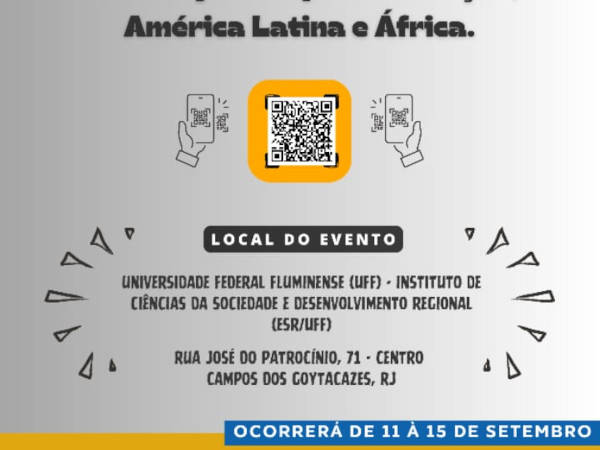 América Latina e África.
LOCAL DO EVENTO
UNIVERSIDADE FEDERAL FLUMINENSE (UFF) - INSTITUTO DE
CIÊNCIAS DA SOCIEDADE E DESENVOLVIMENTO REGIONAL
(ESR/UFF)
RUA JOSÉ DO PATROCÍNIO, 71 - CENTRO
CAMPOS DOS GOYTACAZES, RJ
OCORRERÁ DE 11 À 15 DE SETEMBRO